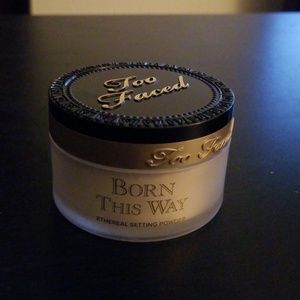 Too
Faced
Too Faced
BORN
THIS WAY
ETHEREAL SETTING POWDER